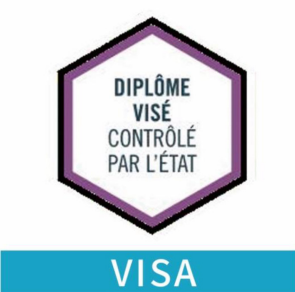 DIPLÔME
VISÉ
CONTRÔLÉ
PAR L'ÉTAT
VISA